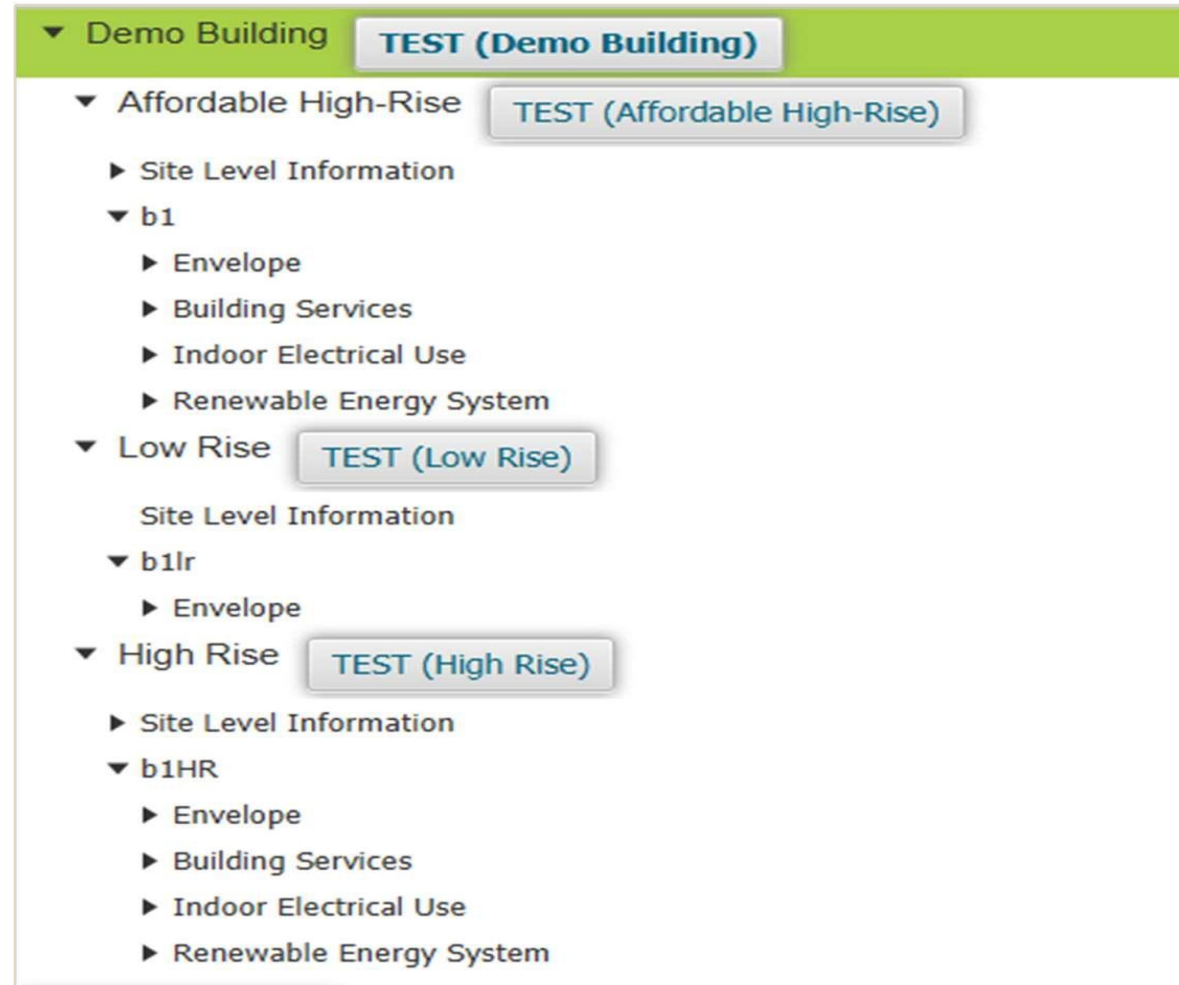 Demo Building TEST (Demo Building)
Affordable High-Rise TEST (Affordable High-Rise)
Site Level Information
b1
Envelope
Building Services
Indoor Electrical Use
Renewable Energy System
Low Rise TEST (Low Rise)
Site Level Information
b1lr
Envelope
High Rise TEST (High Rise)
Site Level Information
b1HR
Envelope
Building Services
Indoor Electrical Use
Renewable Energy System